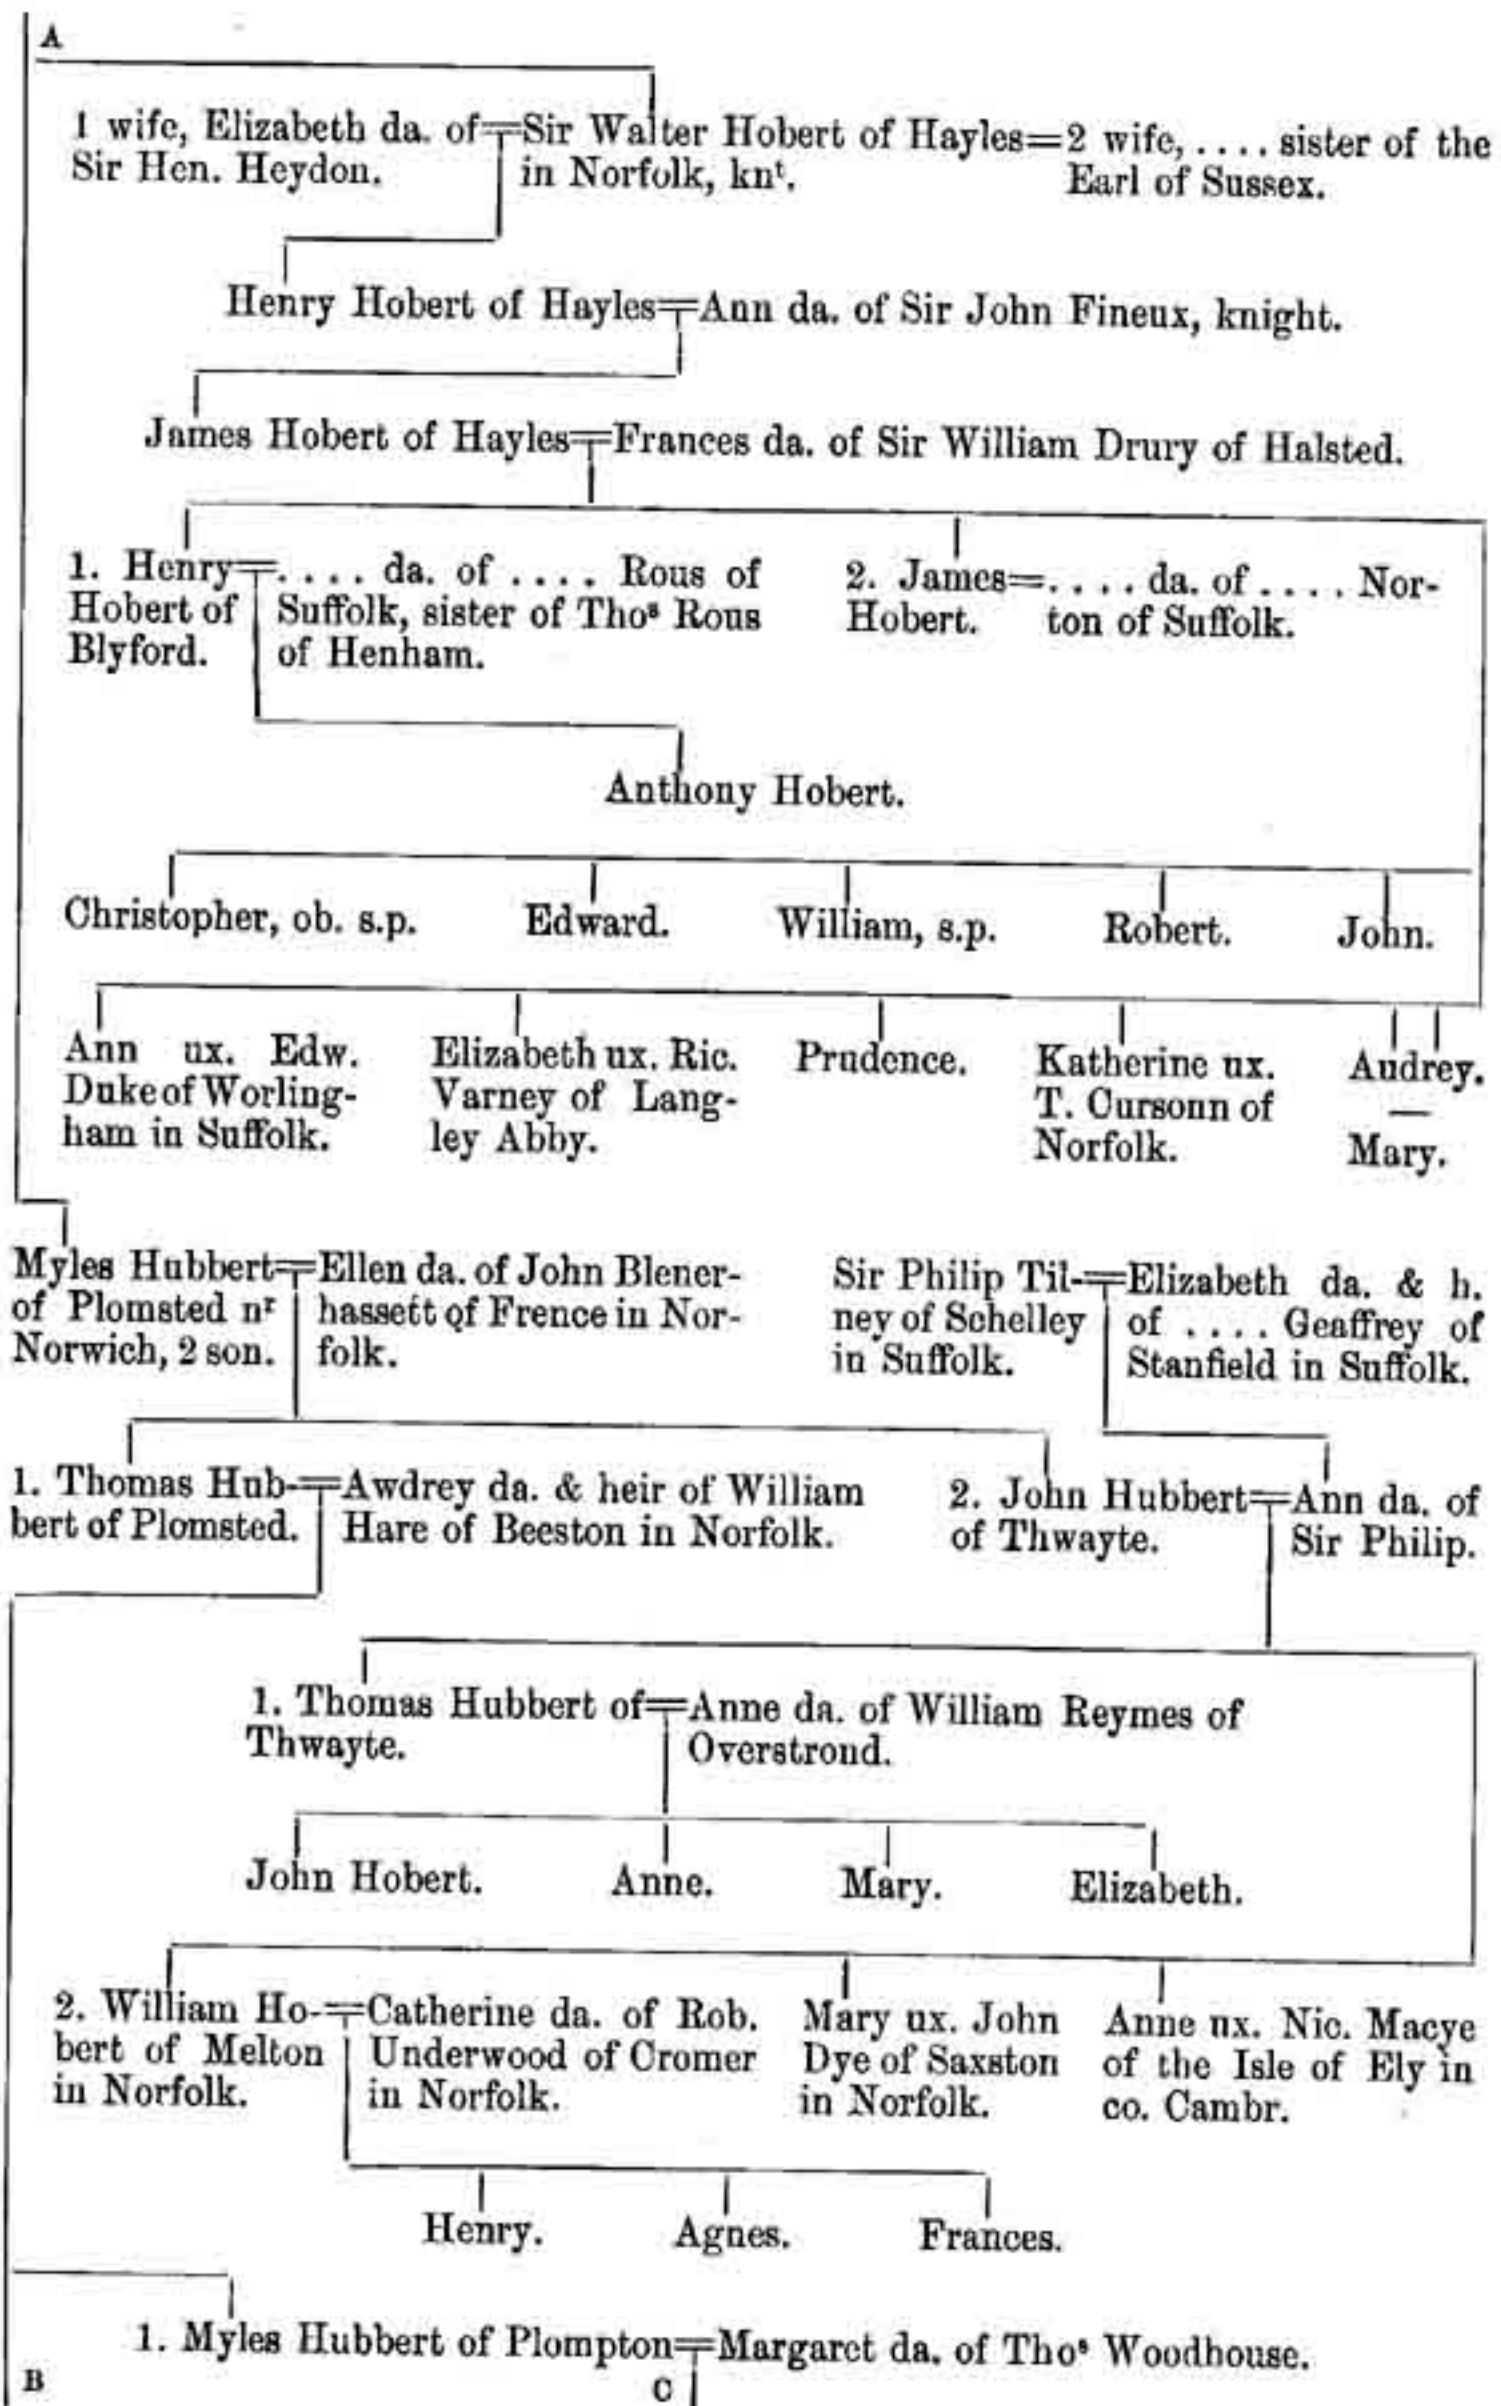 A
1 wife, Elizabeth da. of=Sir Walter Hobert of Hayles=2 wife, .... sister of the
Sir Hen. Heydon. in Norfolk, knᵗ. Earl of Sussex.
Henry Hobert of Hayles=Ann da. of Sir John Fineux, knight.
James Hobert of Hayles=Frances da. of Sir William Drury of Halsted.
1. Henry=.... da. of .... Rous of
Hobert of Suffolk, sister of Thoˢ Rous
Blyford. of Henham.
2. James=.... da. of .... Nor-
Hobert. ton of Suffolk.
Anthony Hobert.
Christopher, ob. s.p. Edward. William, s.p. Robert. John.
Ann ux. Edw.
Duke of Worling-
ham in Suffolk.
Elizabeth ux. Ric.
Varney of Lang-
ley Abby.
Prudence.
Katherine ux.
T. Cursonn of
Norfolk.
Audrey.
—
Mary.
Myles Hubbert=Ellen da. of John Blener-
of Plomsted nʳ hassett of Frence in Nor-
Norwich, 2 son. folk.
Sir Philip Til-=Elizabeth da. & h.
ney of Schelley of .... Geaffrey of
in Suffolk. Stanfield in Suffolk.
1. Thomas Hub-=Awdrey da. & heir of William
bert of Plomsted. Hare of Beeston in Norfolk.
2. John Hubbert=Ann da. of
of Thwayte. Sir Philip.
1. Thomas Hubbert of=Anne da. of William Reymes of
Thwayte. Overstroud.
John Hobert. Anne. Mary. Elizabeth.
2. William Ho-=Catherine da. of Rob.
bert of Melton Underwood of Cromer
in Norfolk. in Norfolk.
Mary ux. John
Dye of Saxston
in Norfolk.
Anne ux. Nic. Macye
of the Isle of Ely in
co. Cambr.
Henry. Agnes. Frances.
1. Myles Hubbert of Plompton=Margaret da. of Thoˢ Woodhouse.
B C